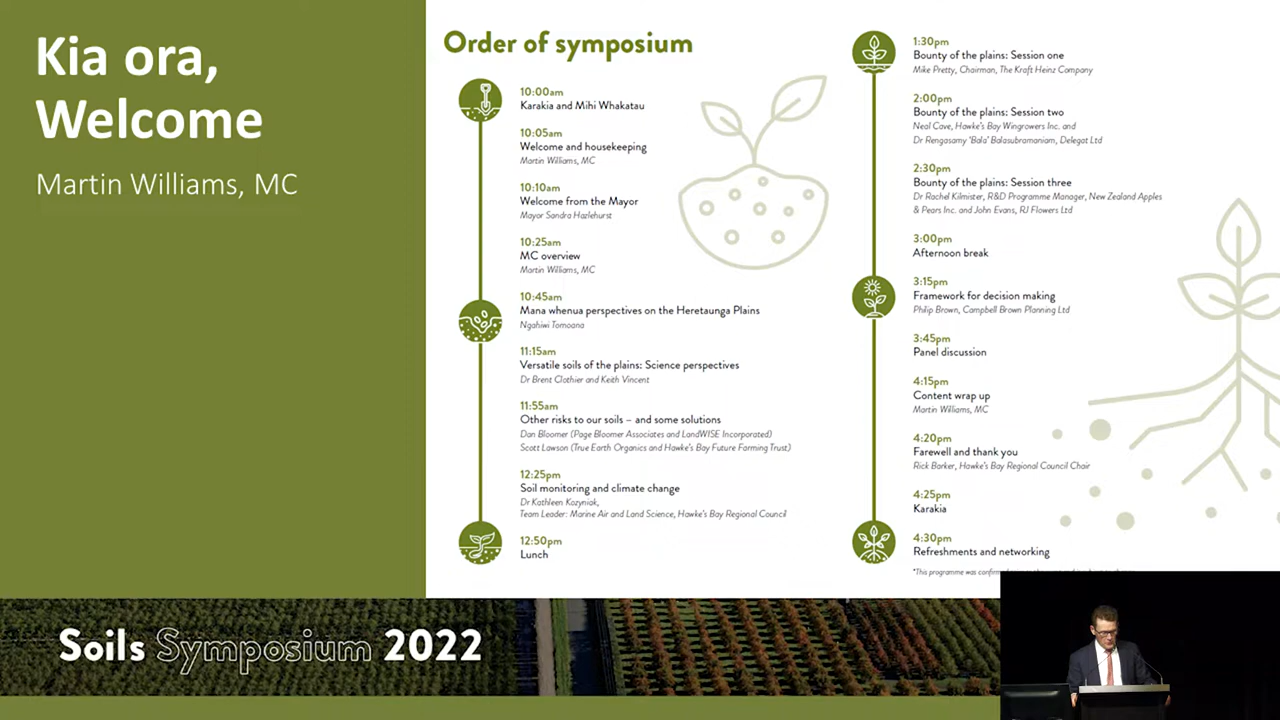 Kia ora,
Welcome
Martin Williams, MC
Order of symposium
10:00am
Karakia and Mihi Whakatau
10:05am
Welcome and housekeeping
Martin Williams, MC
10:10am
Welcome from the Mayor
Mayor Sandra Hazlehurst
10:25am
MC overview
Martin Williams, MC
10:45am
Mana whenua perspectives on the Heretaunga Plains
Ngahiwi Tomoana
11:15am
Versatile soils of the plains: Science perspectives
Dr Brent Clothier and Keith Vincent
11:55am
Other risks to our soils – and some solutions
Dan Bloomer (Page Bloomer Associates and LandWISE Incorporated)
Scott Lawson (True Earth Organics and Hawke's Bay Future Farming Trust)
12:25pm
Soil monitoring and climate change
Dr Kathleen Kozyniak,
Team Leader: Marine Air and Land Science, Hawke's Bay Regional Council
12:50pm
Lunch
1:30pm
Bounty of the plains: Session one
Mike Pretty, Chairman, The Kraft Heinz Company
2:00pm
Bounty of the plains: Session two
Neal Cave, Hawke's Bay Wingrowers Inc. and
Dr Rengasamy 'Bala' Balasubramaniam, Delegat Ltd
2:30pm
Bounty of the plains: Session three
Dr Rachel Kilmister, R&D Programme Manager, New Zealand Apples
& Pears Inc. and John Evans, RJ Flowers Ltd
3:00pm
Afternoon break
3:15pm
Framework for decision making
Philip Brown, Campbell Brown Planning Ltd
3:45pm
Panel discussion
4:15pm
Content wrap up
Martin Williams, MC
4:20pm
Farewell and thank you
Rick Barker, Hawke's Bay Regional Council Chair
4:25pm
Karakia
4:30pm
Refreshments and networking
*This programme was
Soils Symposium 2022